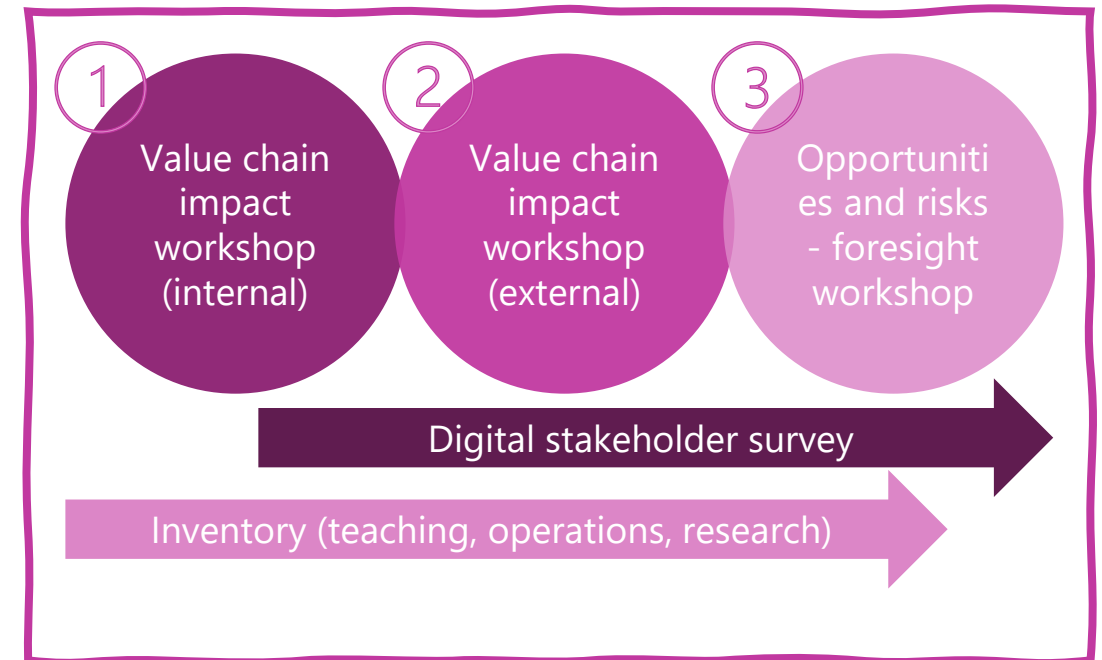 1
Value chain
impact
workshop
(internal)
2
Value chain
impact
workshop
(external)
3
Opportuniti
es and risks
- foresight
workshop
Digital stakeholder survey
Inventory (teaching, operations, research)